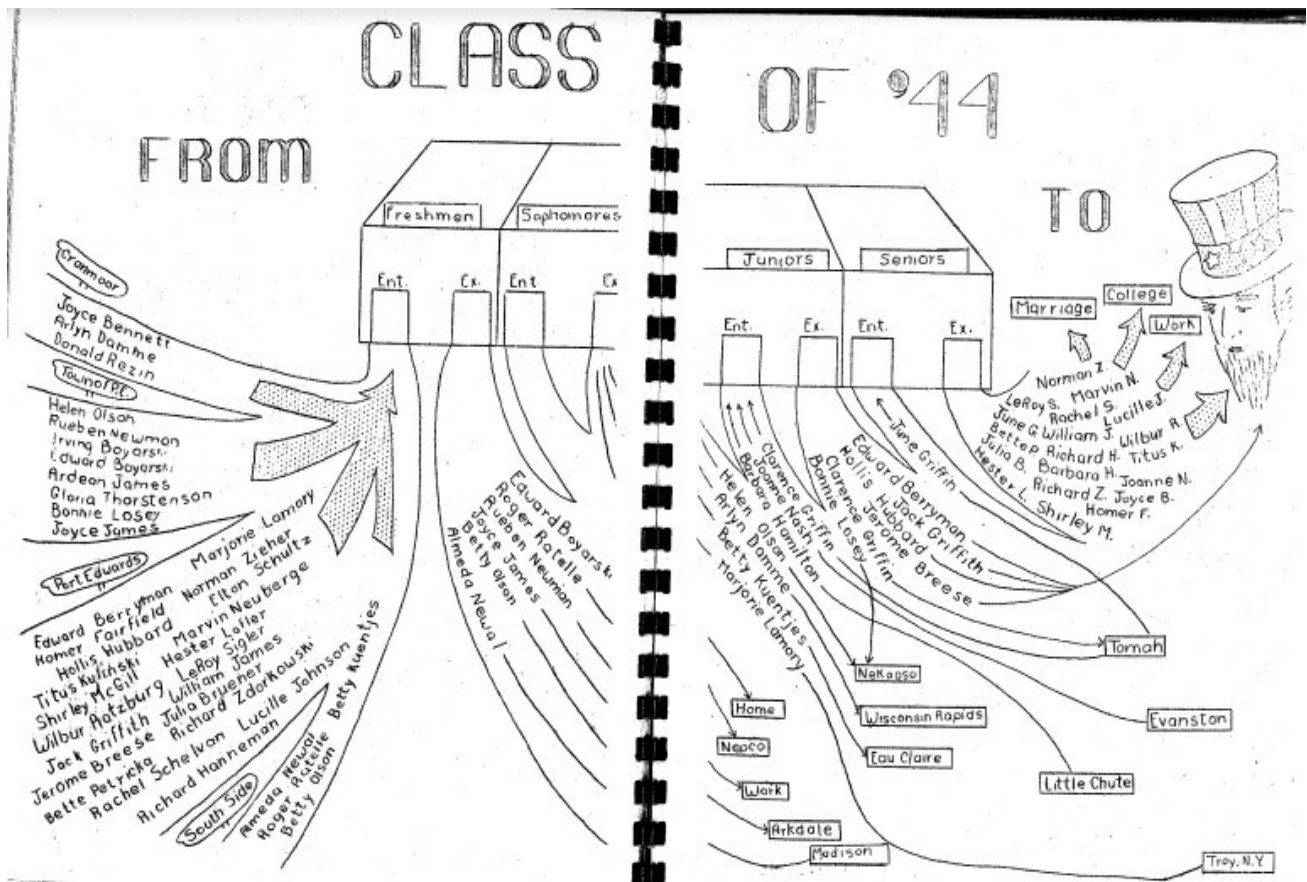 CLASS
FROM
Freshmen
Sophomores
Ent.
Ex.
Ent.
Ex
Cranmoor
Joyce Bennett
Arlyn Damme
Donald Rezin
Town of P.E.
Helen Olson
Rueben Newman
Irving Boyarski
Edward Boyarski
Ardean James
Gloria Thorstenson
Bonnie Losey
Joyce James
Port Edwards
Marjorie Lamory
Edward Berryman
Norman Zieher
Homer Fairfield
Elton Schultz
Hollis Hubbard
Marvin Neuberge
Titus Kulinski
Hester Lofler
Shirley McGill
LeRoy Sigler
Wilbur Ratzburg
William James
Jack Griffith
Julia Bruener
Jerome Breese
Richard Zdorkowski
Bette Petricka
Lucille Johnson
Rachel Schelvan
Richard Hanneman
Betty Kuentjes
South Side
Almeda Newal
Roger Ratelle
Betty Olson
Edward Boyarski
Roger Ratelle
Rueben Newman
Joyce James
Betty Olson
Almeda Newal
OF '44
TO
Juniors
Seniors
Ent.
Ex.
Ent.
Ex.
Marriage
College
Work
Norman Z.
LeRoy S. Marvin N.
Rachel S.
June G. William J. Lucille J.
Bette P. Richard H. Wilbur R.
Julia B. Barbara H. Titus K.
Hester L. Richard Z. Joanne N.
Joyce B.
Shirley M. Homer F.
June Griffin
Edward Berryman
Hollis Hubbard
Jack Griffith
Jerome Breese
Clarence Griffin
Bonnie Losey
Clarence Griffin
Joanne Nash
Barbara Hamilton
Helen Olson
Arlyn Damme
Betty Kuentjes
Marjorie Lamory
Tomah
Nekoosa
Home
Wisconsin Rapids
Evanston
Nepco
Eau Claire
Little Chute
Work
Arkdale
Madison
Troy, N.Y.